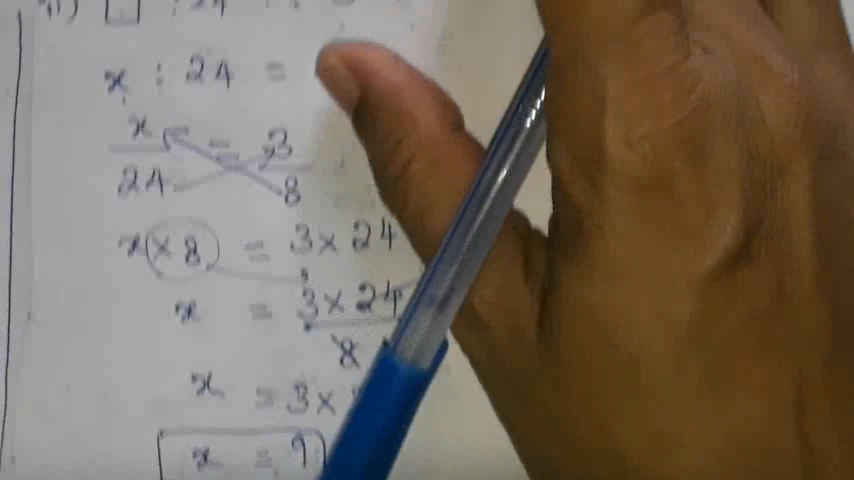 x : 24 =
x/24 = 3/8
x × 8 = 3 × 24
x = 3 × 24 / 8
x = 3 ×
x = 9